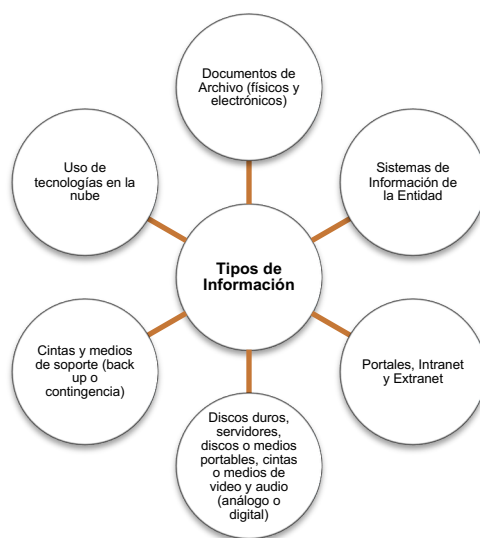 Documentos de
Archivo (físicos y
electrónicos)
Uso de
tecnologías en la
nube
Sistemas de
Información de
la Entidad
Tipos de
Información
Cintas y medios
de soporte (back
up o
contingencia)
Portales, Intranet
y Extranet
Discos duros,
servidores,
discos o medios
portables, cintas
o medios de
video y audio
(análogo o
digital)